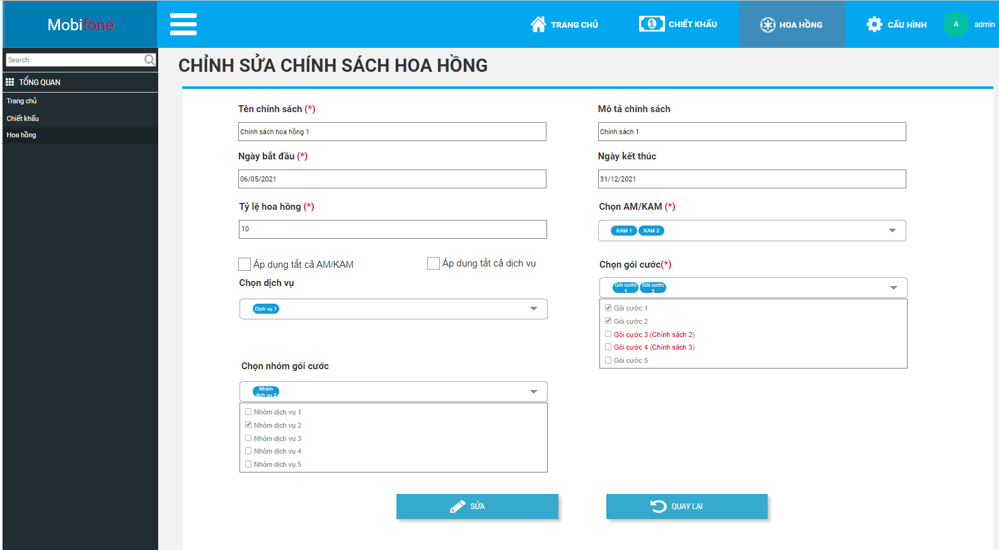 Mobifone
TRANG CHỦ
CHIẾT KHẤU
HOA HỒNG
CẤU HÌNH
A
admin
Search
TỔNG QUAN
Trang chủ
Chiết khấu
Hoa hồng
CHỈNH SỬA CHÍNH SÁCH HOA HỒNG
Tên chính sách (*)
Mô tả chính sách
Chính sách hoa hồng 1
Chính sách 1
Ngày bắt đầu (*)
Ngày kết thúc
06/05/2021
31/12/2021
Tỷ lệ hoa hồng (*)
Chọn AM/KAM (*)
10
KAM 1
KAM 2
Áp dụng tất cả AM/KAM
Áp dụng tất cả dịch vụ
Chọn gói cước(*)
Chọn dịch vụ
Gói cước 1
Gói cước 2
Dịch vụ 1
Gói cước 1
Gói cước 2
Gói cước 3 (Chính sách 2)
Gói cước 4 (Chính sách 3)
Gói cước 5
Chọn nhóm gói cước
Nhóm
dịch vụ 2
Nhóm dịch vụ 1
Nhóm dịch vụ 2
Nhóm dịch vụ 3
Nhóm dịch vụ 4
Nhóm dịch vụ 5
SỬA
QUAY LẠI